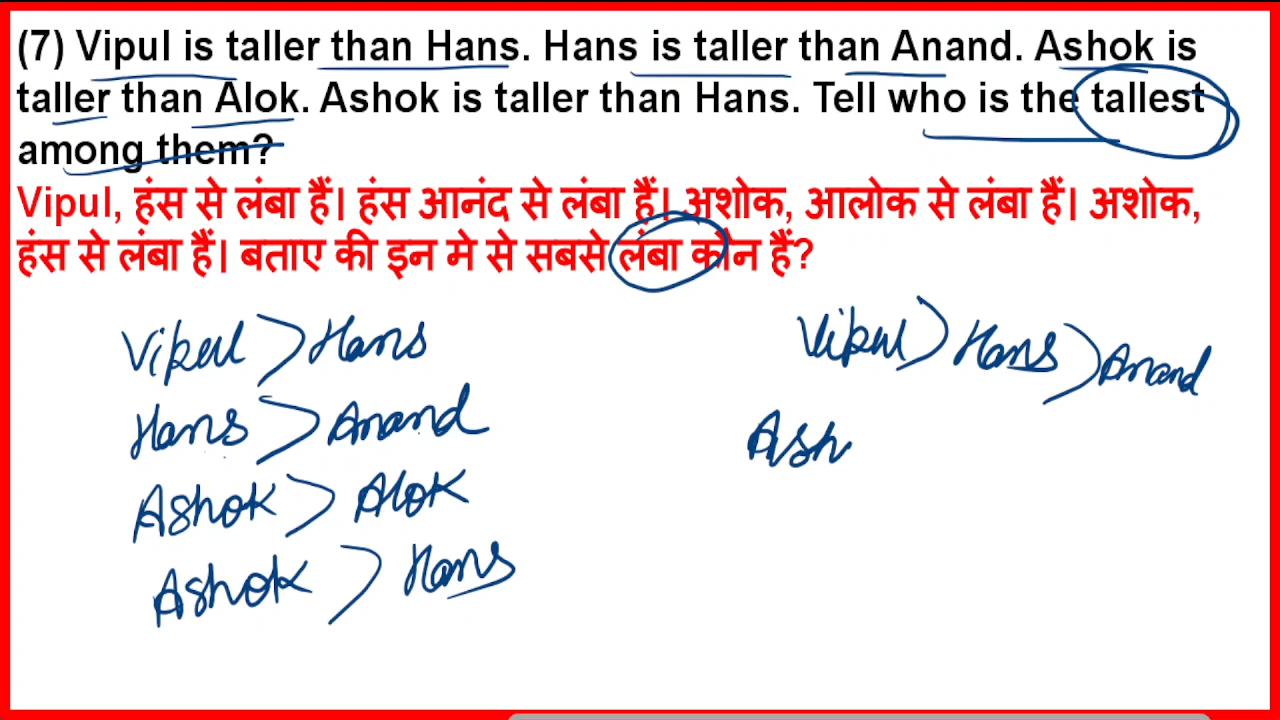 (7) Vipul is taller than Hans. Hans is taller than Anand. Ashok is
taller than Alok. Ashok is taller than Hans. Tell who is the tallest
among them?
Vipul, हंस से लंबा हैं। हंस आनंद से लंबा हैं। अशोक, आलोक से लंबा हैं। अशोक,
हंस से लंबा हैं। बताए की इन मे से सबसे लंबा कौन हैं?
Vipul > Hans
Hans > Anand
Ashok > Alok
Ashok > Hans
Vipul > Hans > Anand
Ash